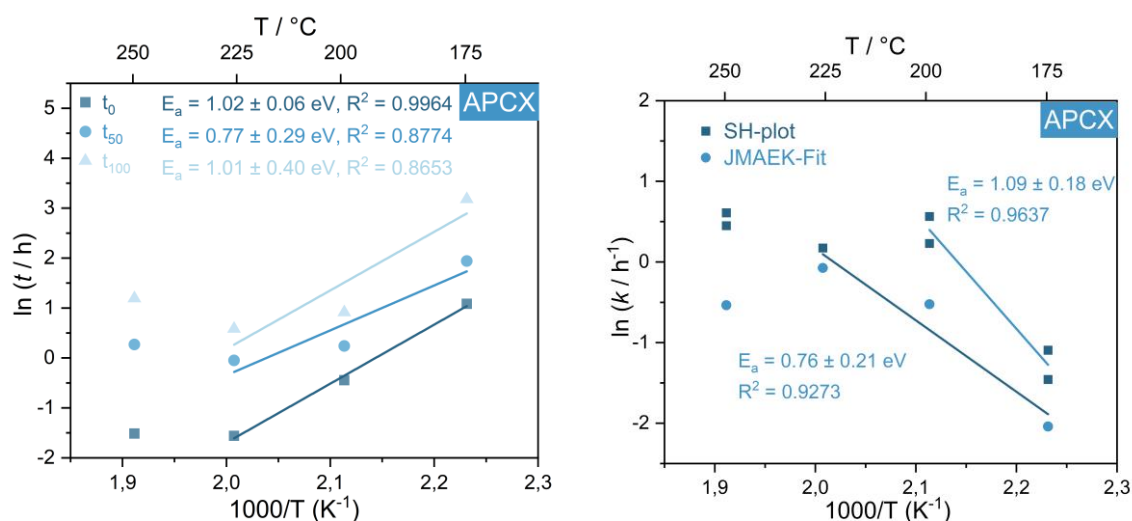 T / °C
250 225 200 175
t₀ Eₐ = 1.02 ± 0.06 eV, R² = 0.9964 APCX
t₅₀ Eₐ = 0.77 ± 0.29 eV, R² = 0.8774
t₁₀₀ Eₐ = 1.01 ± 0.40 eV, R² = 0.8653
5
4
3
2
1
0
-1
-2
ln (t / h)
1,9 2,0 2,1 2,2 2,3
1000/T (K⁻¹)
T / °C
250 225 200 175
2
1
0
-1
-2
ln (k / h⁻¹)
APCX
SH-plot
JMAEK-Fit
Eₐ = 1.09 ± 0.18 eV
R² = 0.9637
Eₐ = 0.76 ± 0.21 eV
R² = 0.9273
1,9 2,0 2,1 2,2 2,3
1000/T (K⁻¹)